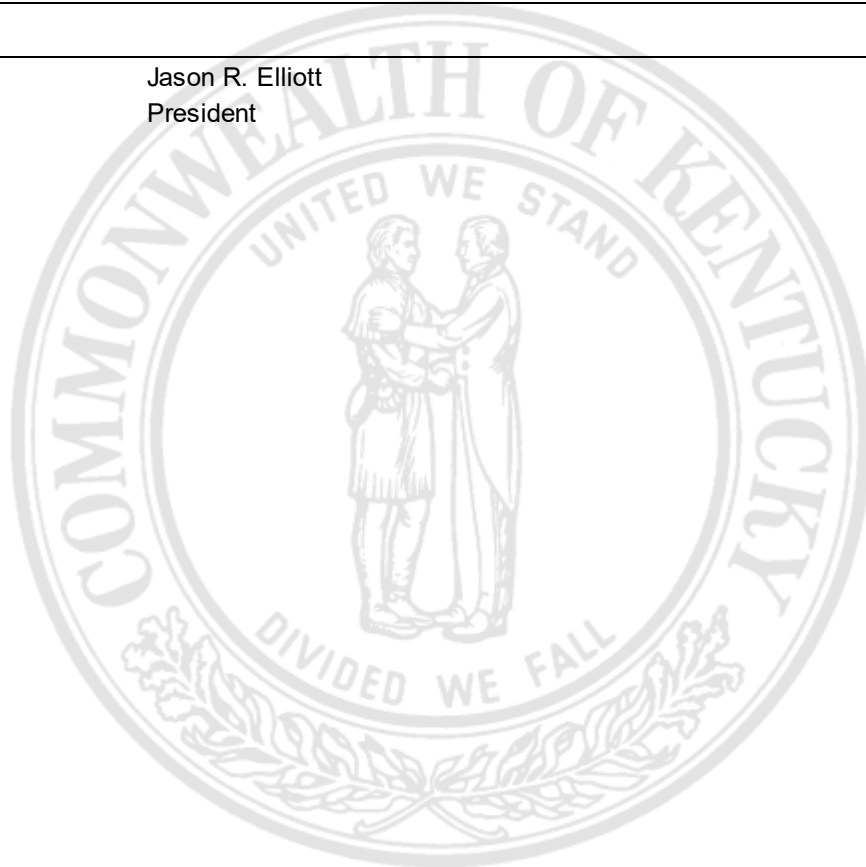 Jason R. Elliott
President
COMMONWEALTH OF KENTUCKY
UNITED WE STAND
DIVIDED WE FALL